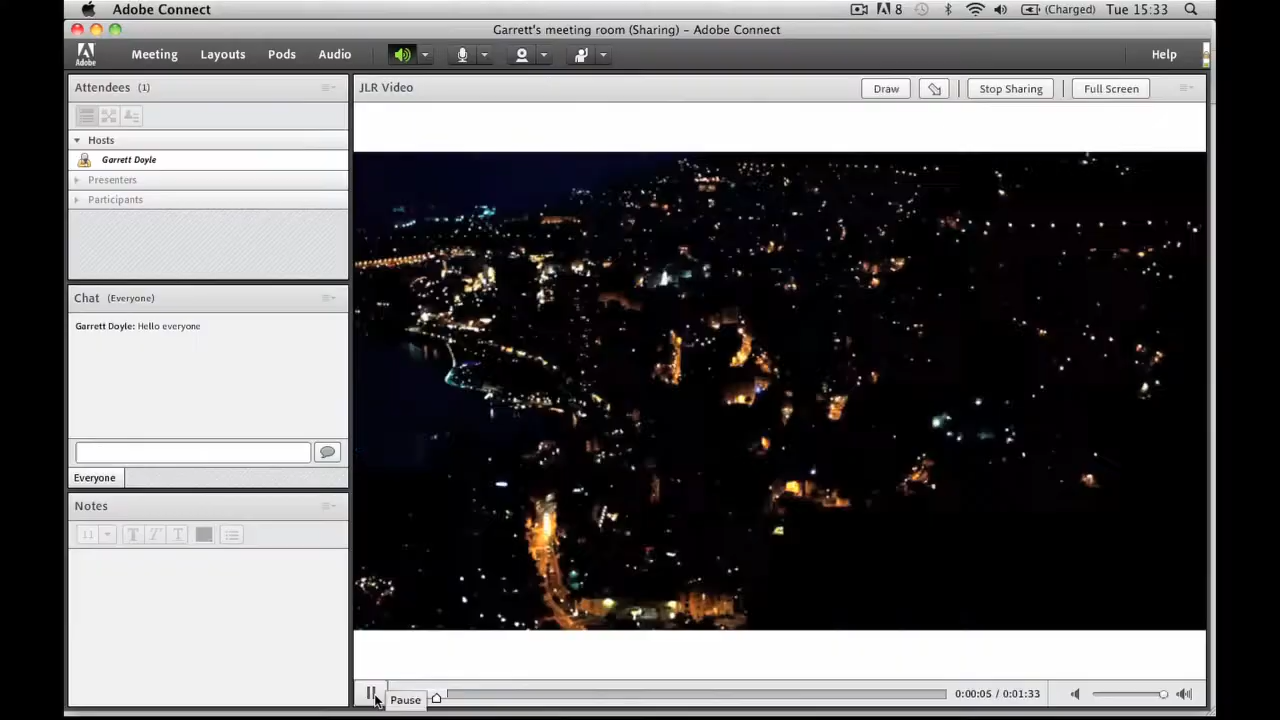 Adobe Connect
8
(Charged)
Tue 15:33
Garrett's meeting room (Sharing) – Adobe Connect
Adobe
Meeting
Layouts
Pods
Audio
Help
Attendees (1)
Hosts
Garrett Doyle
Presenters
Participants
Chat (Everyone)
Garrett Doyle: Hello everyone
Everyone
Notes
11
T T T
JLR Video
Draw
Stop Sharing
Full Screen
Pause
0:00:05 / 0:01:33